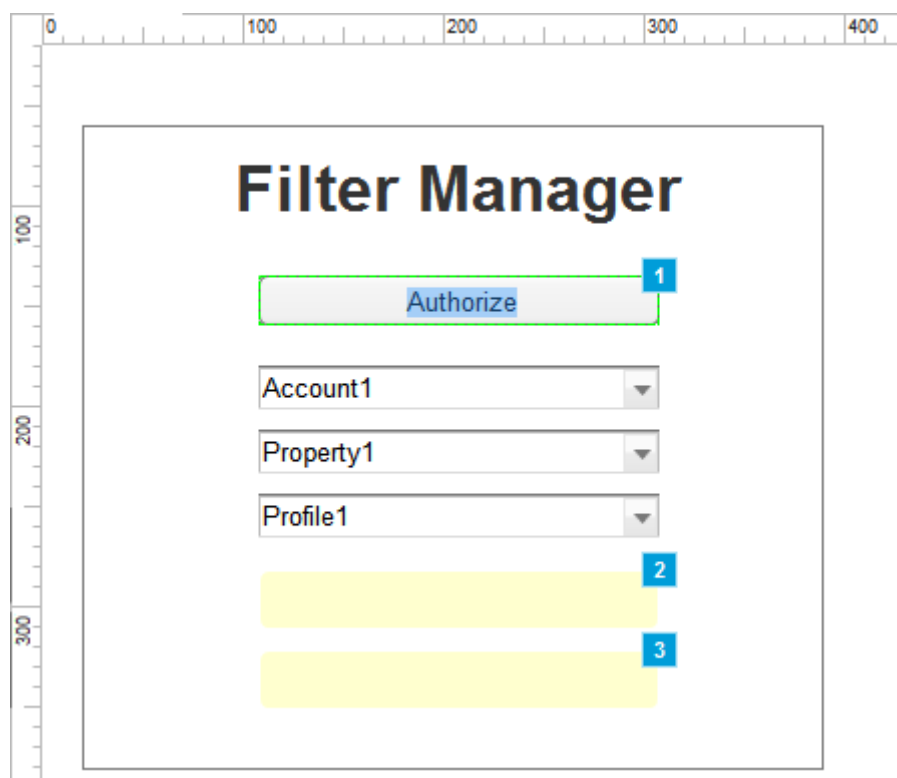 0 100 200 300 400
Filter Manager
100
1
Authorize
Account1
200
Property1
Profile1
2
300
3